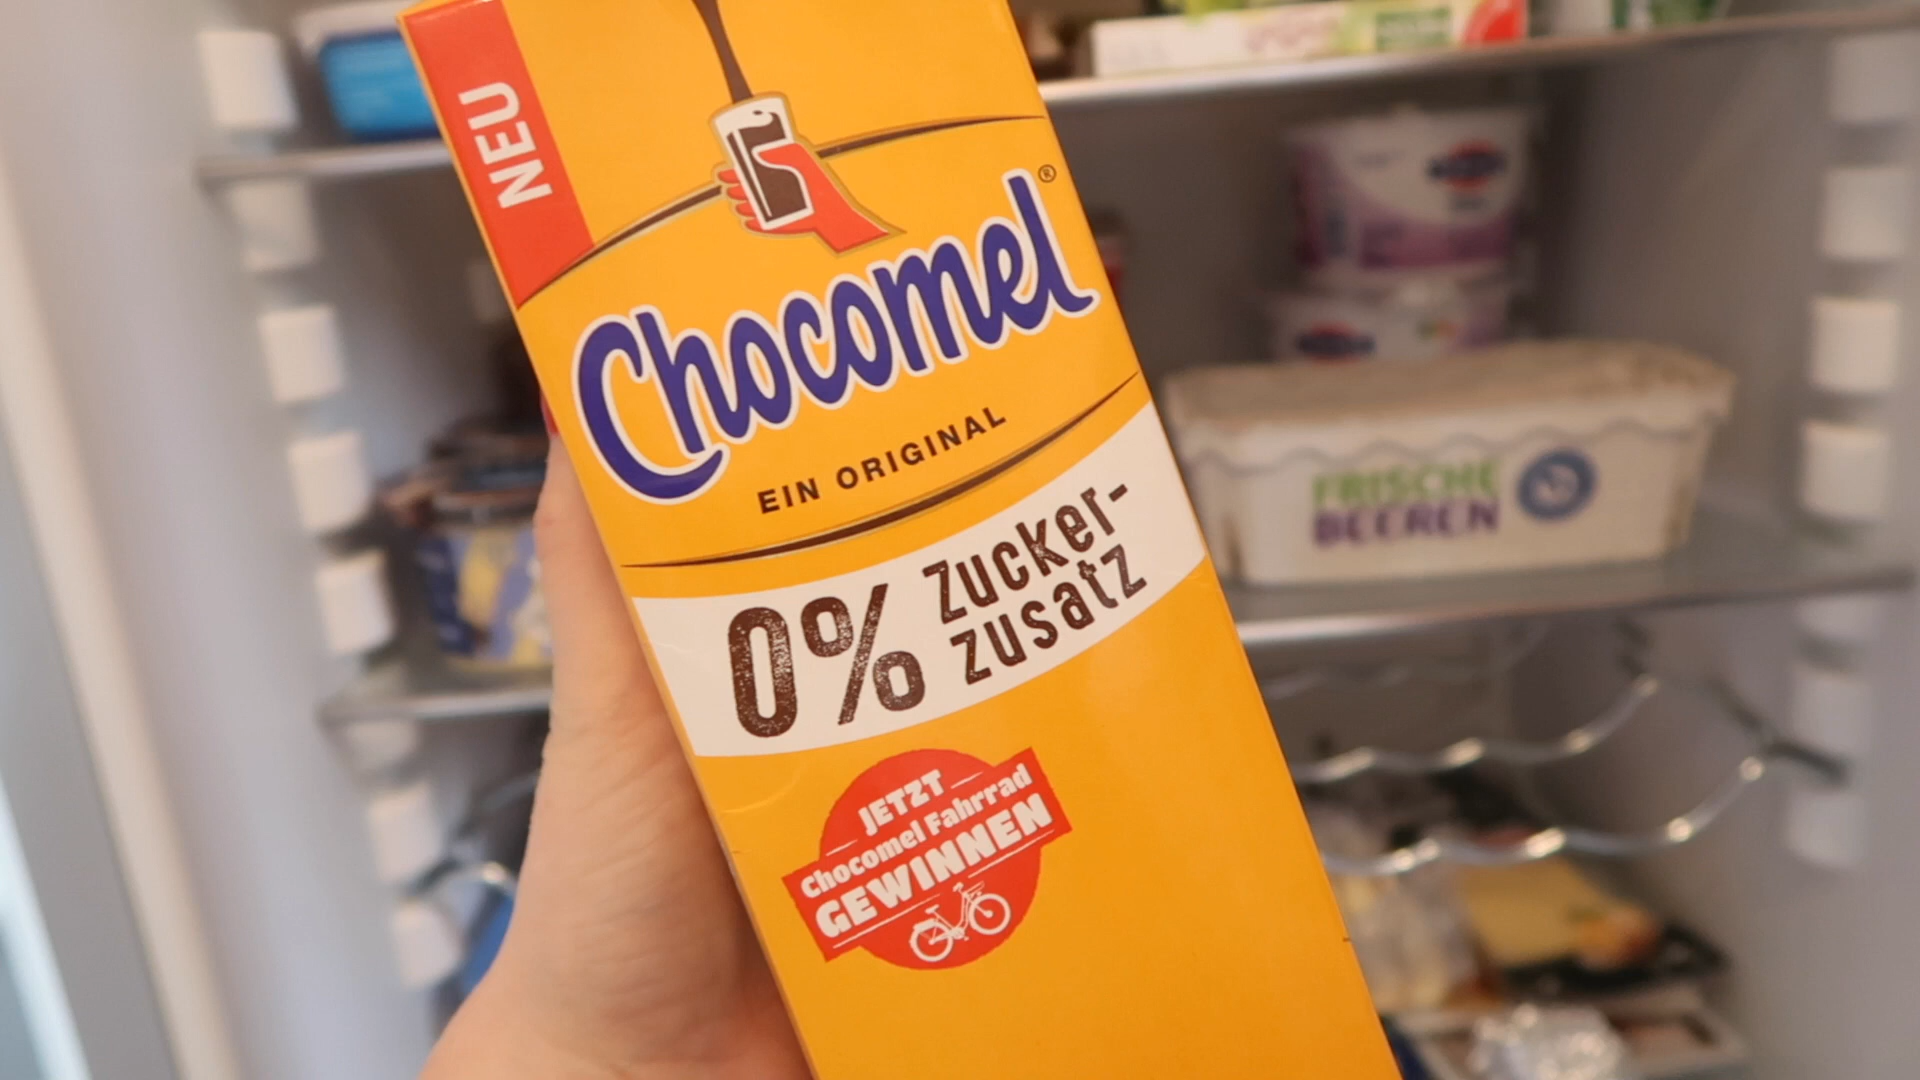 NEU
Chocomel®
EIN ORIGINAL
0% Zucker-
zusatz
JETZT
Chocomel Fahrrad
GEWINNEN
FRISCHE
BEEREN